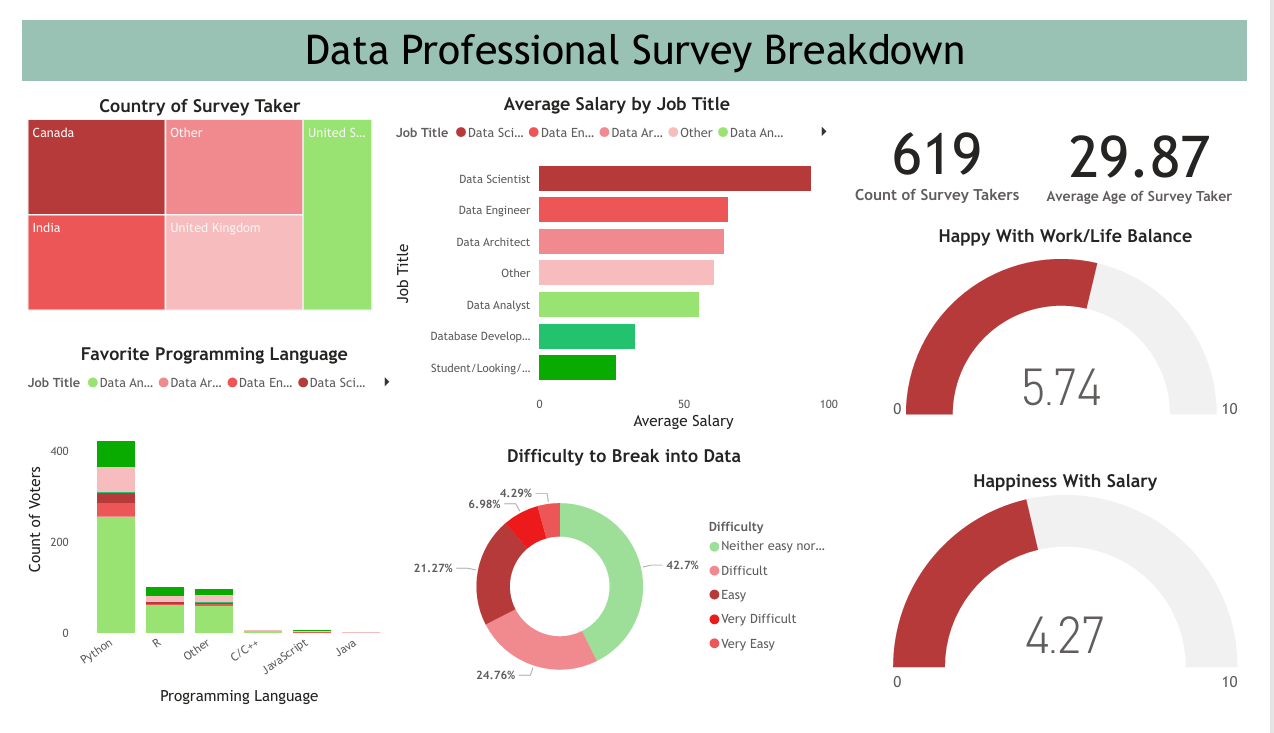 Data Professional Survey Breakdown
Country of Survey Taker
Canada
Other
United S...
India
United Kingdom
Average Salary by Job Title
Job Title Data Sci... Data En... Data Ar... Other Data An...
Job Title
Data Scientist
Data Engineer
Data Architect
Other
Data Analyst
Database Develop...
Student/Looking/...
0 50 100
Average Salary
619
Count of Survey Takers
29.87
Average Age of Survey Taker
Happy With Work/Life Balance
5.74
0 10
Favorite Programming Language
Job Title Data An... Data Ar... Data En... Data Sci...
Count of Voters
400
200
0
Python R Other C/C++ JavaScript Java
Programming Language
Difficulty to Break into Data
4.29%
6.98%
21.27%
42.7%
24.76%
Difficulty
Neither easy nor...
Difficult
Easy
Very Difficult
Very Easy
Happiness With Salary
4.27
0 10